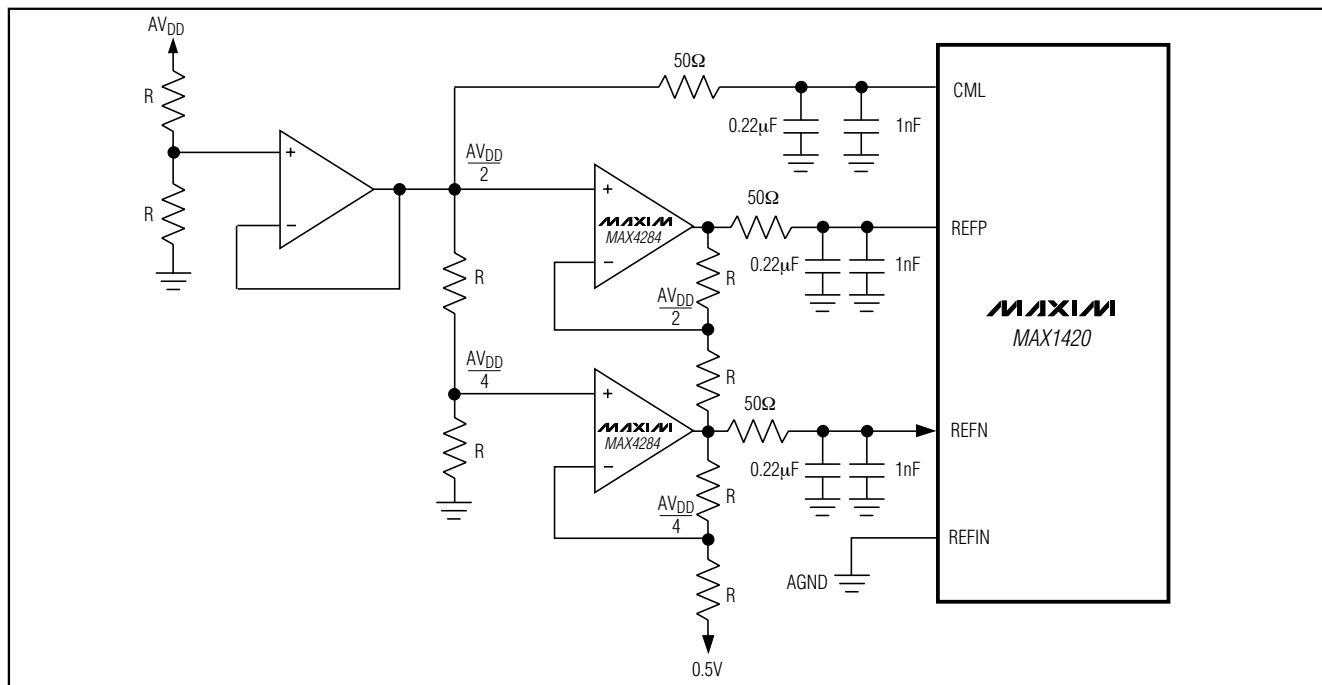 AVDD
R
R
+
−
AVDD
2
R
AVDD
4
R
50Ω
0.22µF
1nF
CML
+
−
MAXIM
MAX4284
50Ω
R
AVDD
2
0.22µF
1nF
REFP
R
+
−
MAXIM
MAX4284
50Ω
R
AVDD
4
0.22µF
1nF
REFN
R
0.5V
AGND
REFIN
MAXIM
MAX1420